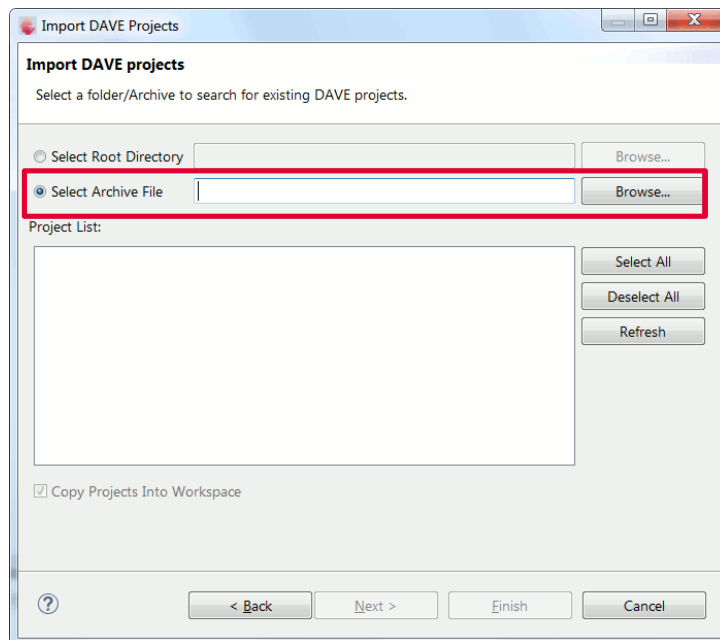 Import DAVE Projects
Import DAVE projects
Select a folder/Archive to search for existing DAVE projects.
Select Root Directory Browse...
Select Archive File Browse...
Project List:
Select All
Deselect All
Refresh
Copy Projects Into Workspace
? < Back Next > Finish Cancel